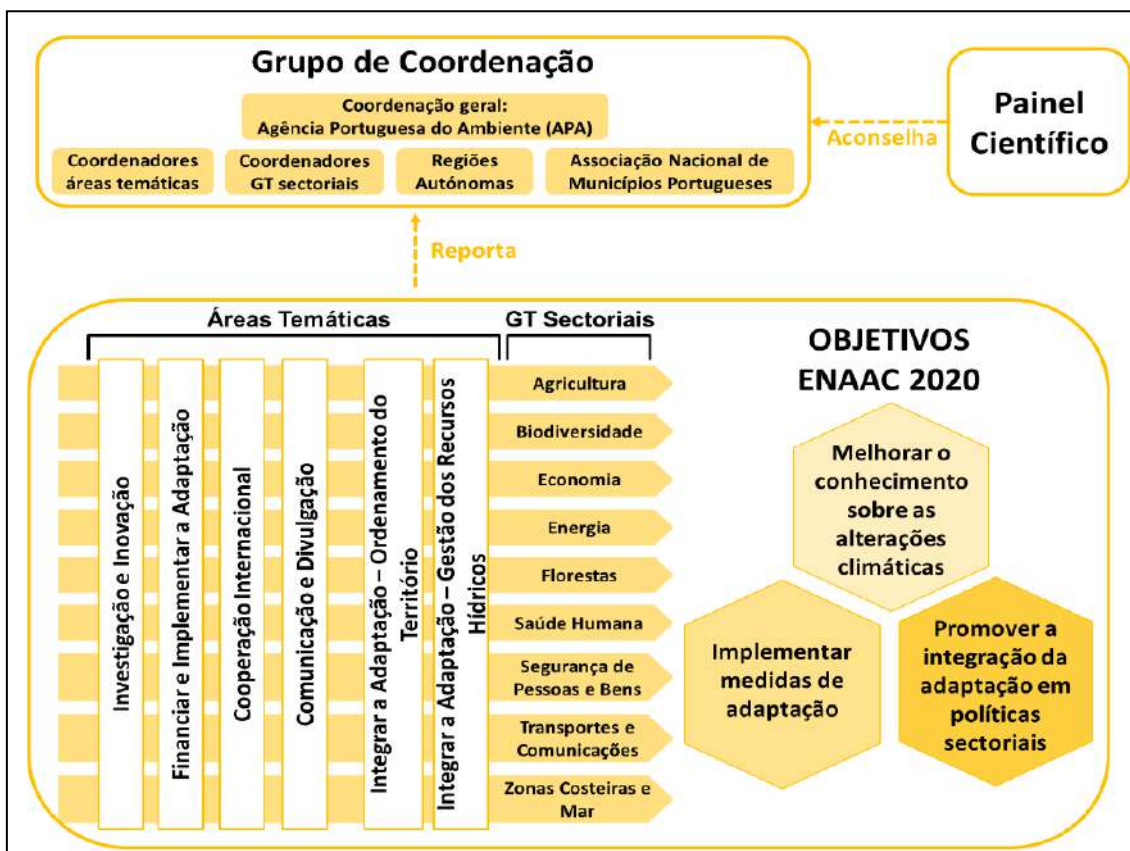 Grupo de Coordenação
Coordenação geral:
Agência Portuguesa do Ambiente (APA)
Coordenadores
áreas temáticas
Coordenadores
GT sectoriais
Regiões
Autónomas
Associação Nacional de
Municípios Portugueses
Aconselha
Painel
Científico
Reporta
Áreas Temáticas
GT Sectoriais
Investigação e Inovação
Financiar e Implementar a Adaptação
Cooperação Internacional
Comunicação e Divulgação
Integrar a Adaptação – Ordenamento do
Território
Integrar a Adaptação – Gestão dos Recursos
Hídricos
Agricultura
Biodiversidade
Economia
Energia
Florestas
Saúde Humana
Segurança de
Pessoas e Bens
Transportes e
Comunicações
Zonas Costeiras e
Mar
OBJETIVOS
ENAAC 2020
Melhorar o
conhecimento
sobre as
alterações
climáticas
Implementar
medidas de
adaptação
Promover a
integração da
adaptação em
políticas
sectoriais